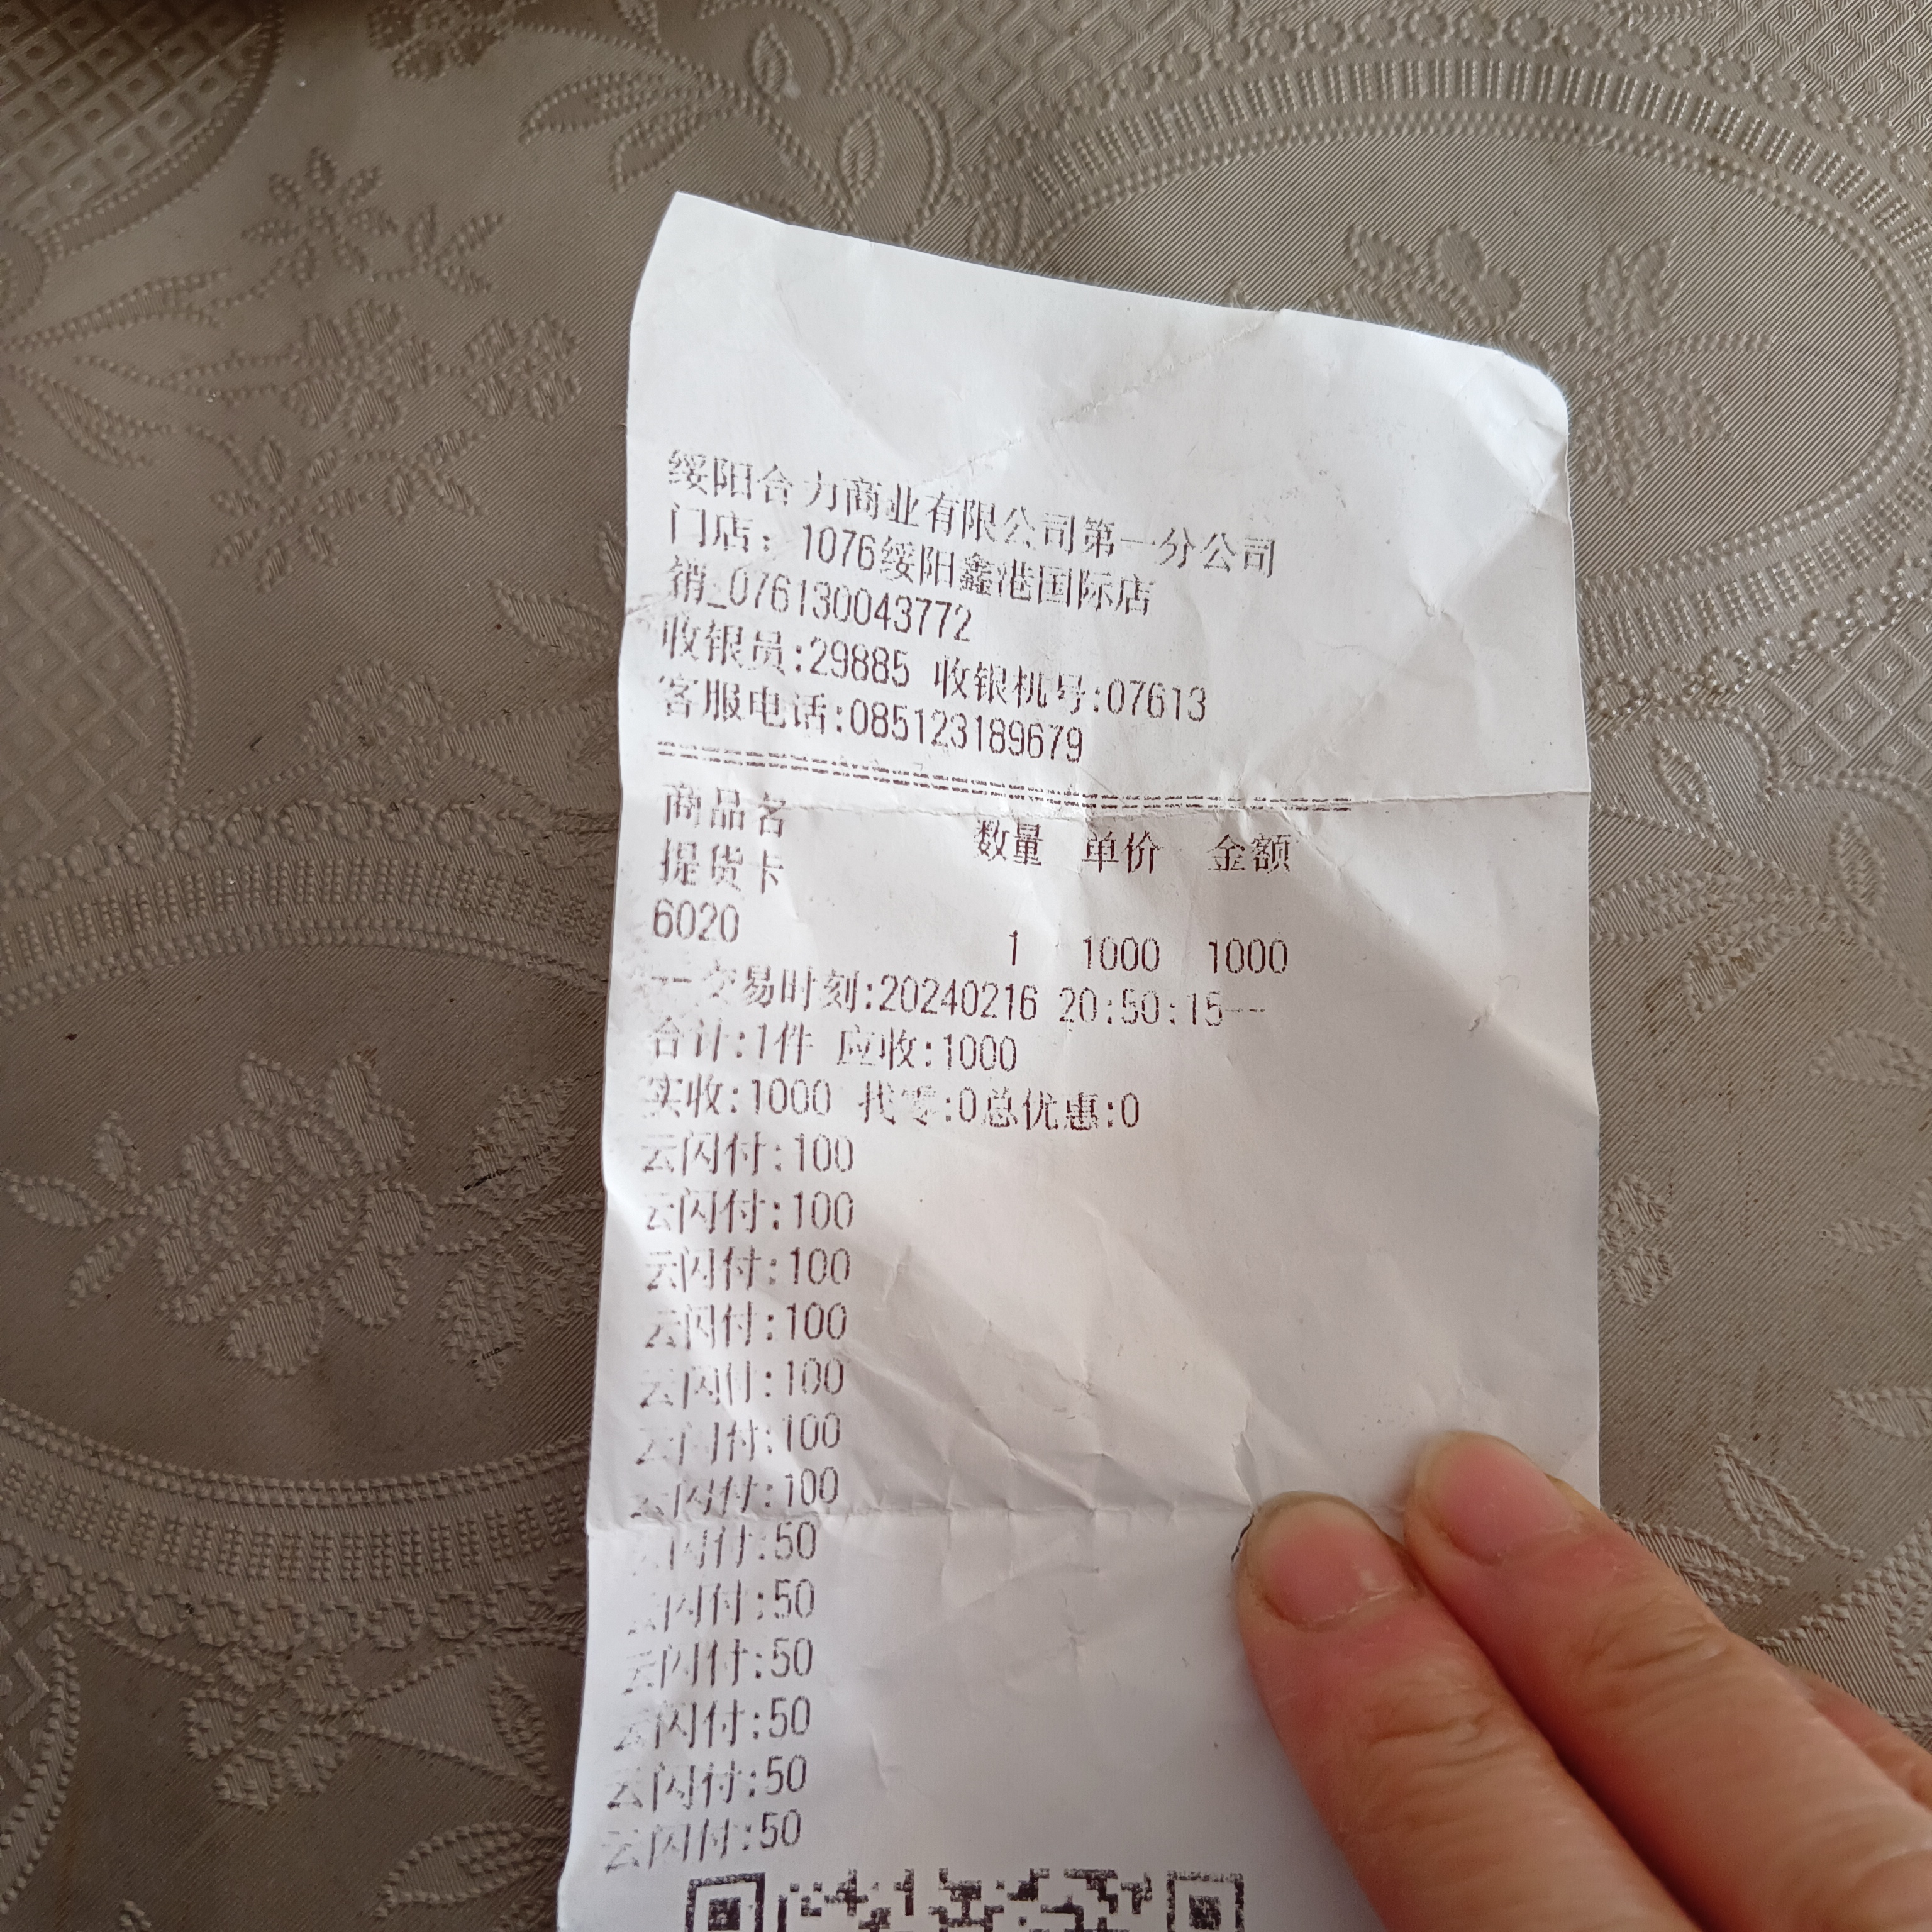 绥阳合力商业有限公司第一分公司
门店：1076绥阳鑫港国际店
销_076130043772
收银员:29885 收银机号:07613
客服电话:085123189679
==================================
商品名 数量 单价 金额
提货卡
6020 1 1000 1000
--交易时刻:20240216 20:50:15--
合计:1件 应收:1000
实收:1000 找零:0总优惠:0
云闪付:100
云闪付:100
云闪付:100
云闪付:100
云闪付:100
云闪付:100
云闪付:100
云闪付:50
云闪付:50
云闪付:50
云闪付:50
云闪付:50
云闪付:50